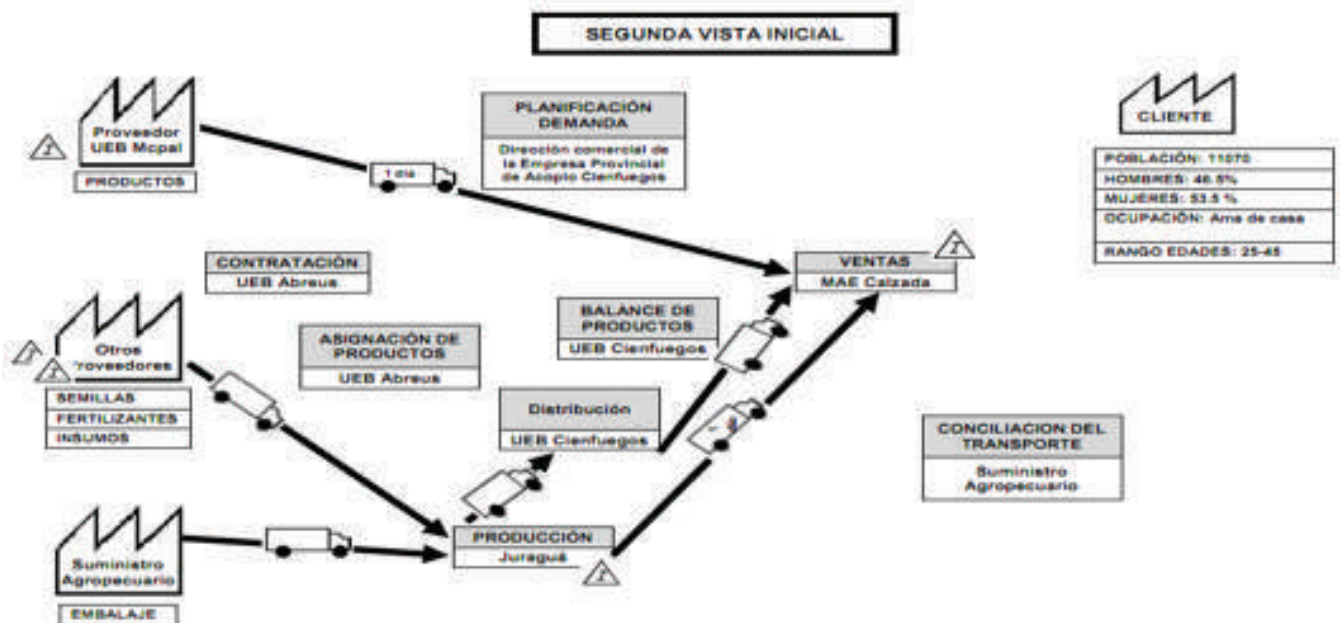 SEGUNDA VISTA INICIAL
Proveedor
UEB Mcpal
PRODUCTOS
1 día
PLANIFICACIÓN
DEMANDA
Dirección comercial de
la Empresa Provincial
de Acopio Cienfuegos
CLIENTE
POBLACIÓN: 11070
HOMBRES: 46.5%
MUJERES: 53.5 %
OCUPACIÓN: Ama de casa
RANGO EDADES: 25-45
CONTRATACIÓN
UEB Abreus
VENTAS
MAE Calzada
I
Otros
roveedores
SEMILLAS
FERTILIZANTES
INSUMOS
I
ASIGNACIÓN DE
PRODUCTOS
UEB Abreus
BALANCE DE
PRODUCTOS
UEB Cienfuegos
Distribución
UEB Cienfuegos
CONCILIACION DEL
TRANSPORTE
Suministro
Agropecuario
Suministro
Agropecuario
EMBALAJE
PRODUCCIÓN
Juraguá
I